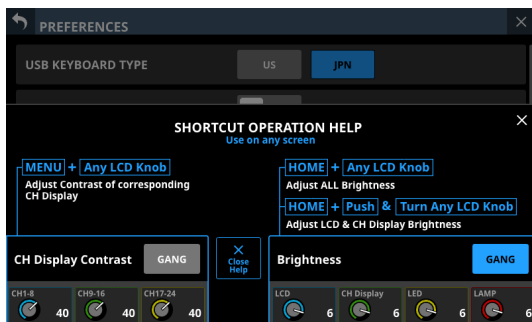 PREFERENCES
USB KEYBOARD TYPE
US
JPN
SHORTCUT OPERATION HELP
Use on any screen
MENU + Any LCD Knob
Adjust Contrast of corresponding
CH Display
HOME + Any LCD Knob
Adjust ALL Brightness
HOME + Push & Turn Any LCD Knob
Adjust LCD & CH Display Brightness
CH Display Contrast
GANG
Close
Help
Brightness
GANG
CH1-8
CH9-16
CH17-24
LCD
CH Display
LED
LAMP
40
40
40
6
6
6
6